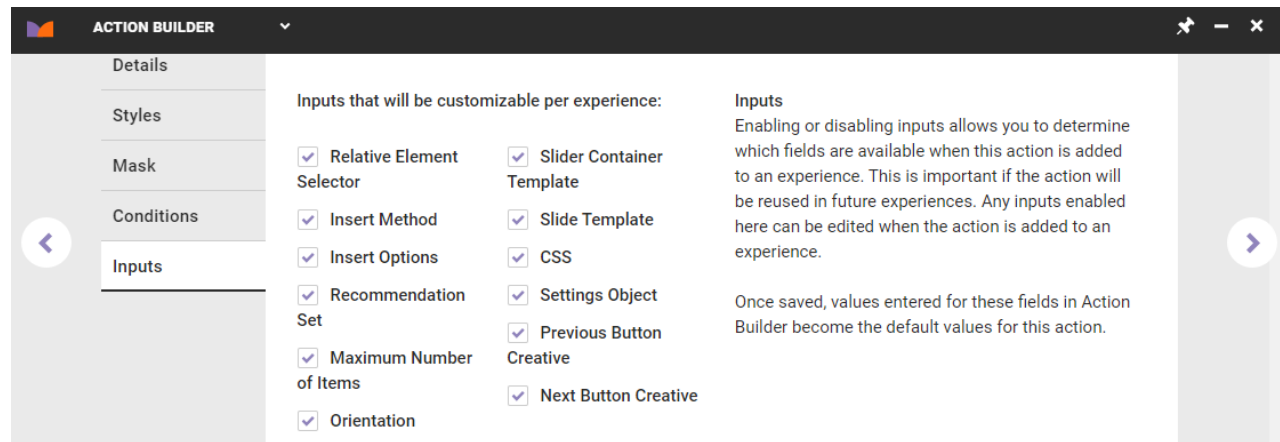 ACTION BUILDER
Details
Styles
Mask
Conditions
Inputs
Inputs that will be customizable per experience:
Relative Element
Selector
Insert Method
Insert Options
Recommendation
Set
Maximum Number
of Items
Orientation
Slider Container
Template
Slide Template
CSS
Settings Object
Previous Button
Creative
Next Button Creative
Inputs
Enabling or disabling inputs allows you to determine
which fields are available when this action is added
to an experience. This is important if the action will
be reused in future experiences. Any inputs enabled
here can be edited when the action is added to an
experience.
Once saved, values entered for these fields in Action
Builder become the default values for this action.